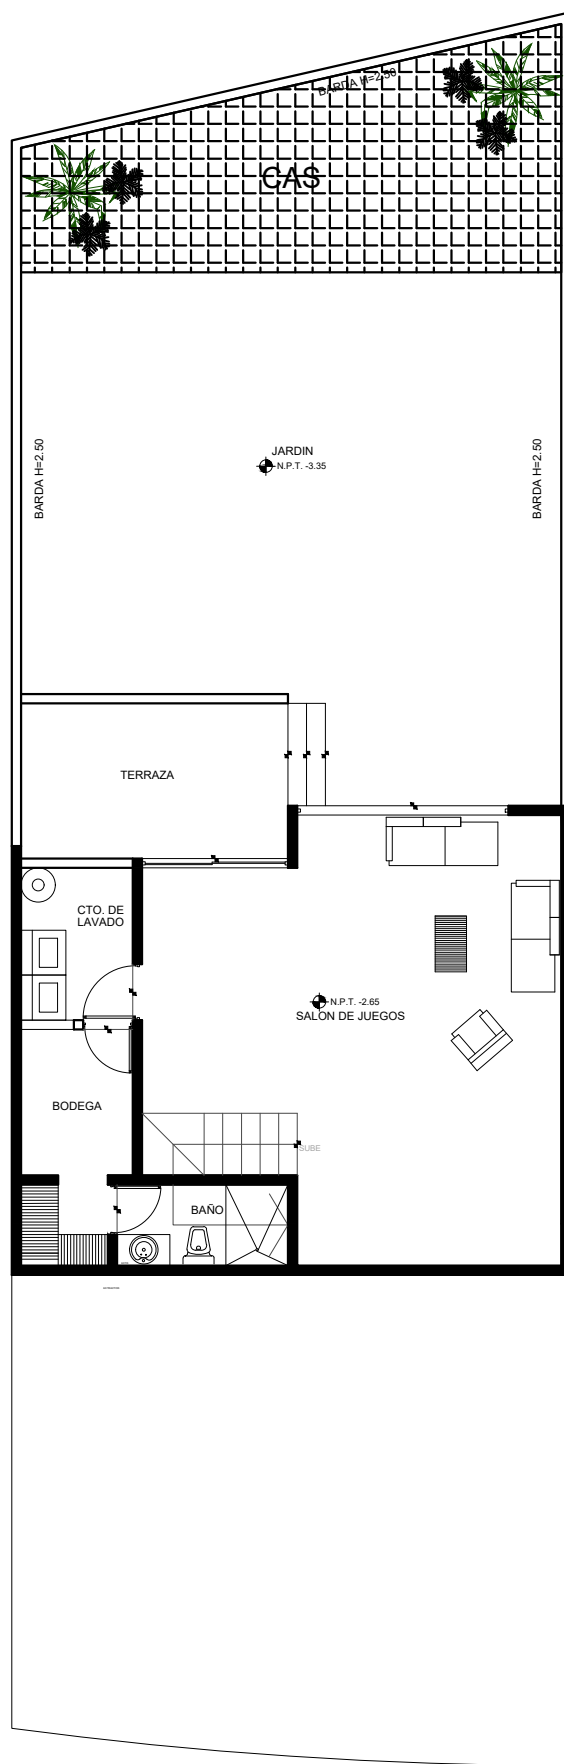 BARDA H=2.50
CAS
JARDIN
N.P.T. -3.35
BARDA H=2.50
BARDA H=2.50
TERRAZA
CTO. DE
LAVADO
N.P.T. -2.65
SALON DE JUEGOS
BODEGA
SUBE
BAÑO